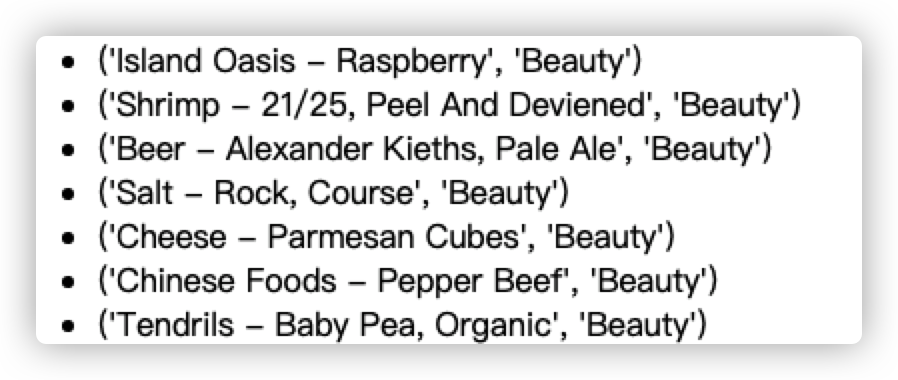 • ('Island Oasis – Raspberry', 'Beauty')
• ('Shrimp – 21/25, Peel And Deviened', 'Beauty')
• ('Beer – Alexander Kieths, Pale Ale', 'Beauty')
• ('Salt – Rock, Course', 'Beauty')
• ('Cheese – Parmesan Cubes', 'Beauty')
• ('Chinese Foods – Pepper Beef', 'Beauty')
• ('Tendrils – Baby Pea, Organic', 'Beauty')